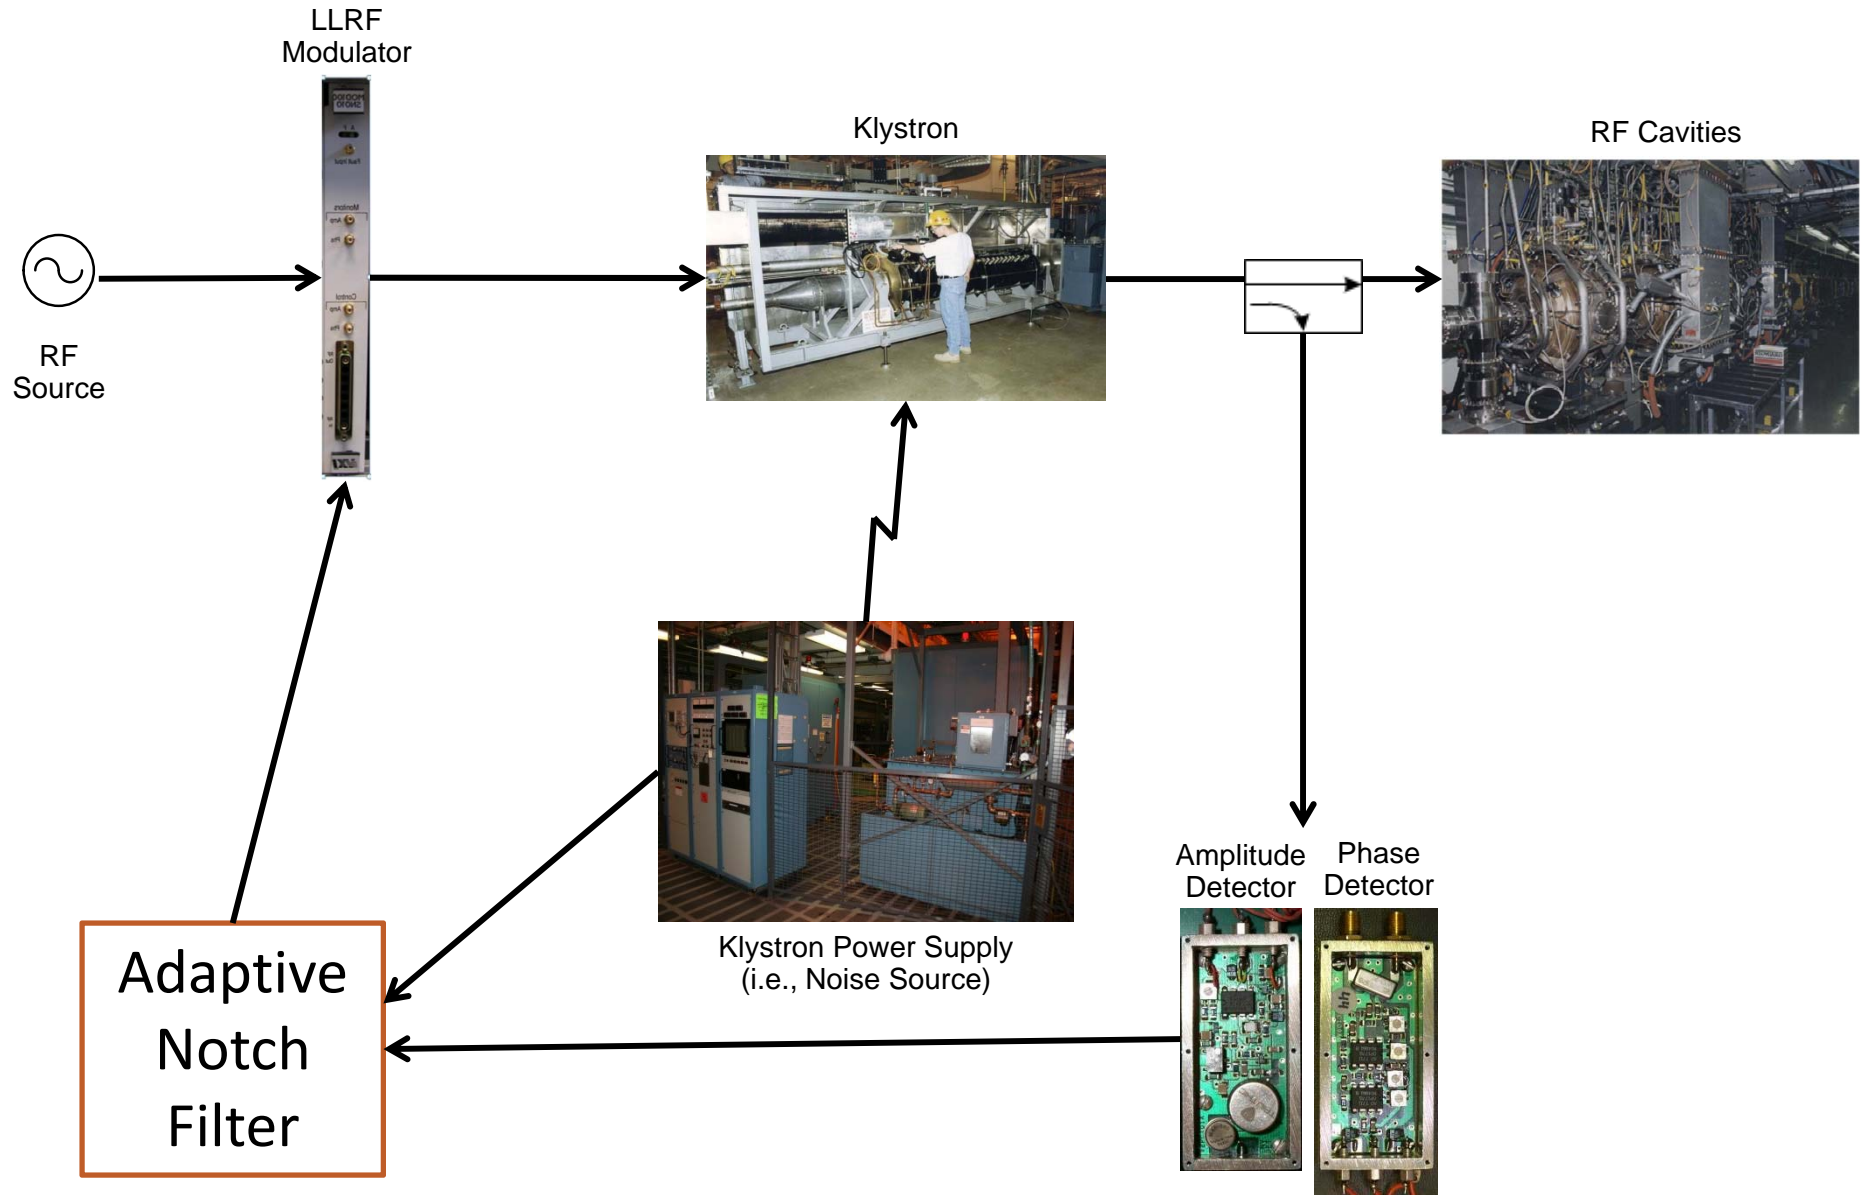 LLRF
Modulator
Klystron
RF Cavities
RF
Source
Amplitude
Detector
Phase
Detector
Klystron Power Supply
(i.e., Noise Source)
Adaptive
Notch
Filter